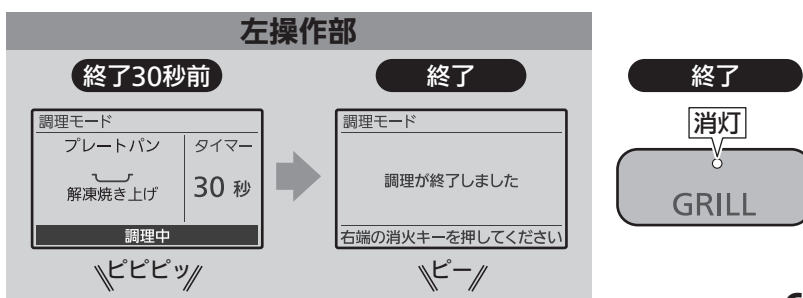 左操作部
終了30秒前
調理モード
プレートパン
解凍焼き上げ
タイマー
30 秒
調理中
ピピピッ
終了
調理モード
調理が終了しました
右端の消火キーを押してください
ピー
終了
消灯
GRILL